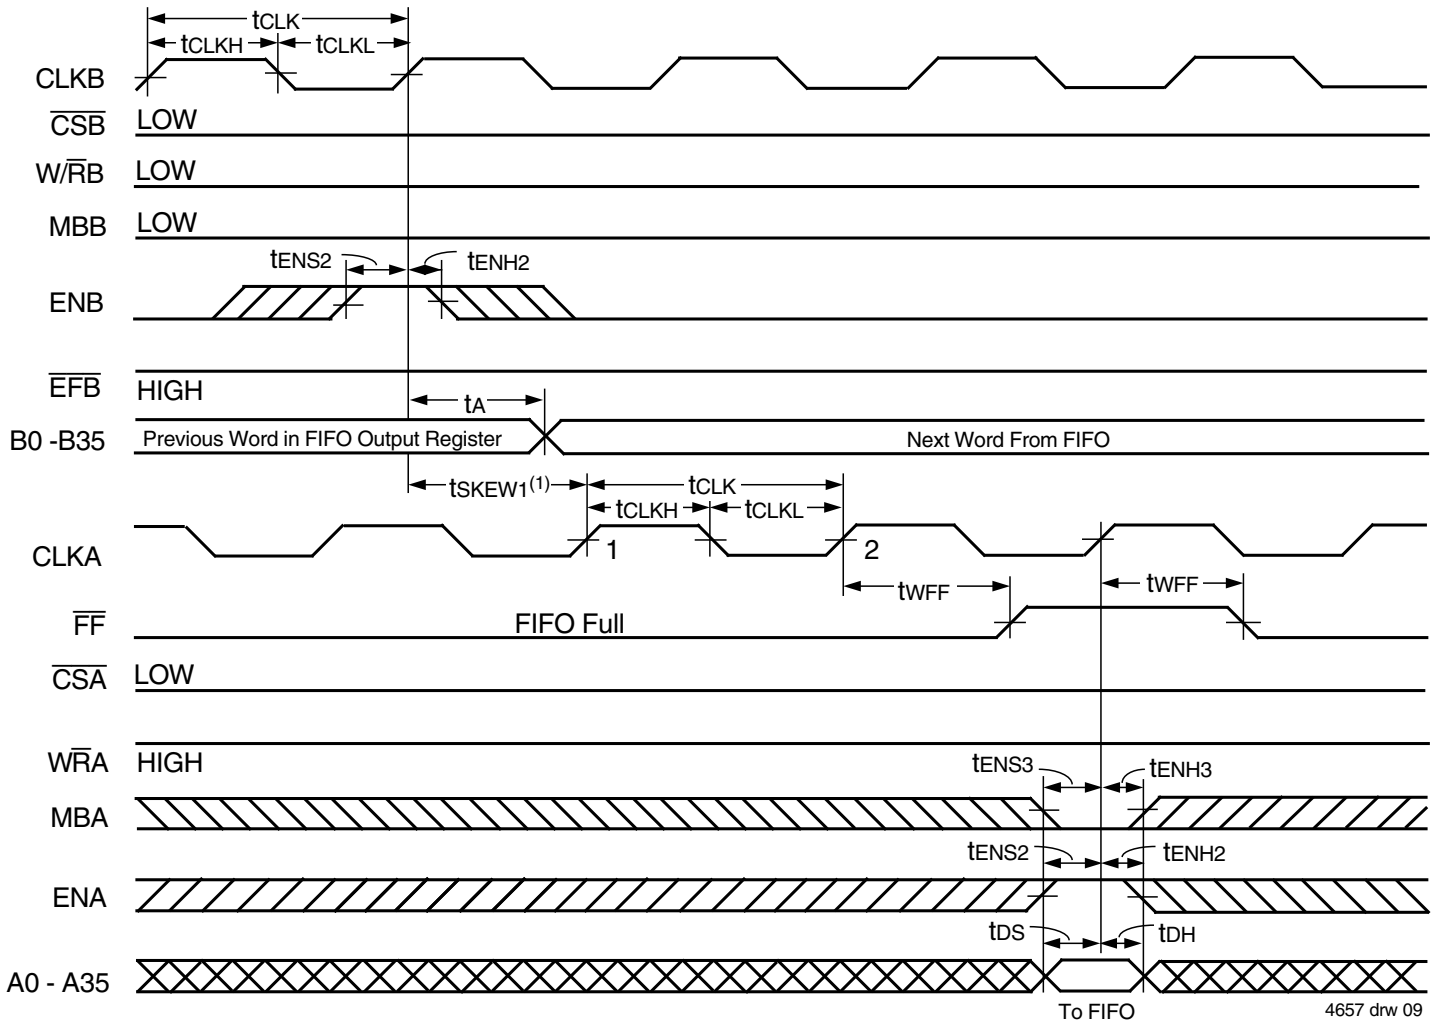 tCLK
tCLKH tCLKL
CLKB
CSB LOW
W/RB LOW
MBB LOW
tENS2 tENH2
ENB
EFB HIGH
tA
B0 -B35 Previous Word in FIFO Output Register Next Word From FIFO
tSKEW1(1) tCLK
tCLKH tCLKL
CLKA 1 2
tWFF tWFF
FF FIFO Full
CSA LOW
WRA HIGH
tENS3 tENH3
MBA
tENS2 tENH2
ENA
tDS tDH
A0 - A35
To FIFO 4657 drw 09